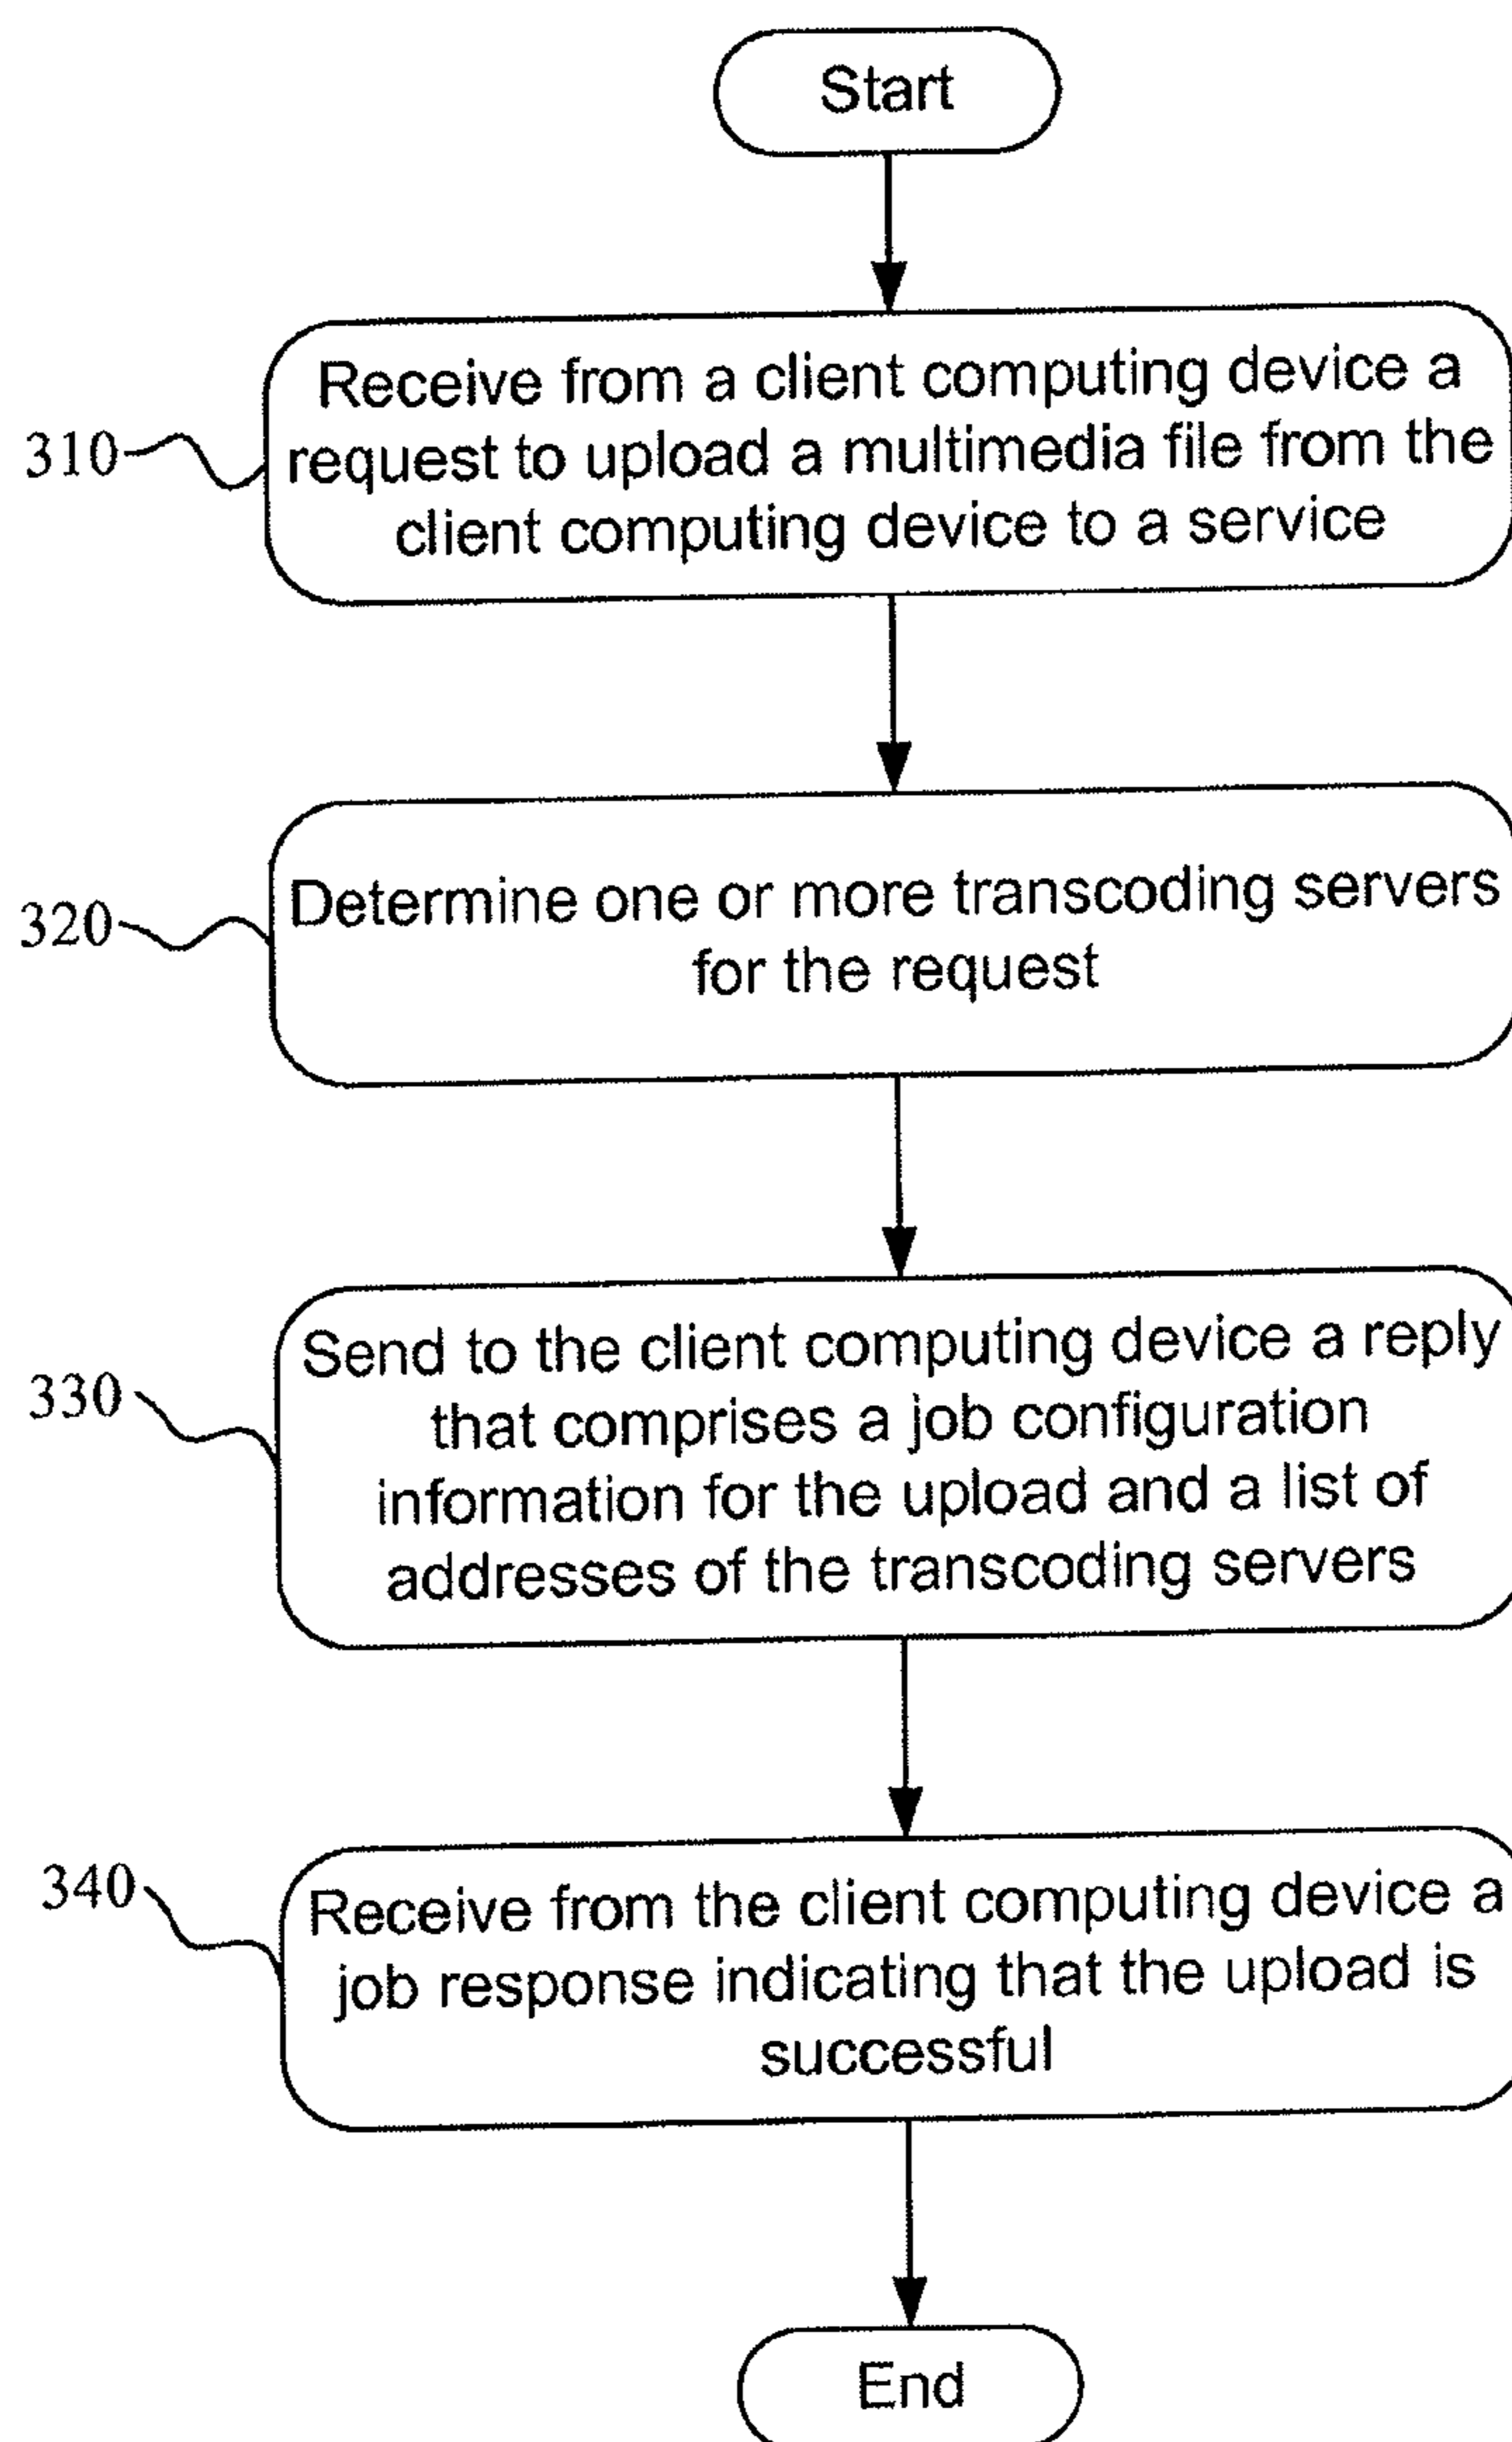 Start
310
Receive from a client computing device a
request to upload a multimedia file from the
client computing device to a service
320
Determine one or more transcoding servers
for the request
330
Send to the client computing device a reply
that comprises a job configuration
information for the upload and a list of
addresses of the transcoding servers
340
Receive from the client computing device a
job response indicating that the upload is
successful
End